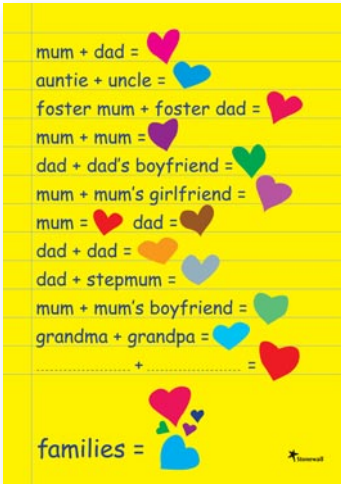 mum + dad =
auntie + uncle =
foster mum + foster dad =
mum + mum =
dad + dad's boyfriend =
mum + mum's girlfriend =
mum = dad =
dad + dad =
dad + stepmum =
mum + mum's boyfriend =
grandma + grandpa =
.................... + .................... =
families =
Stonewall